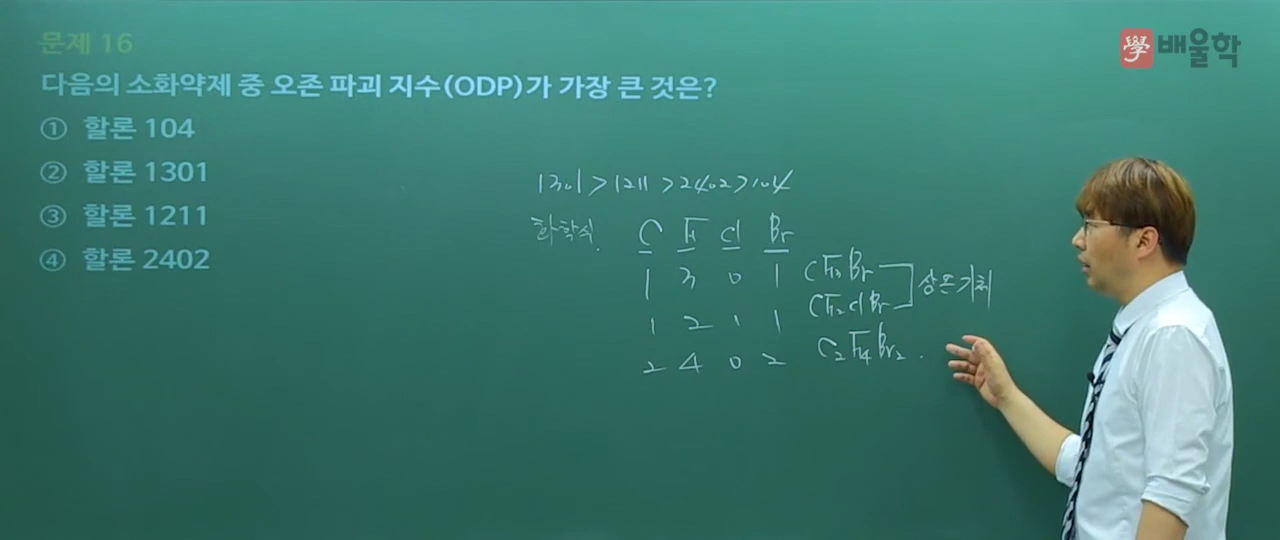 문제 16
學 배울학
다음의 소화약제 중 오존 파괴 지수(ODP)가 가장 큰 것은?
① 할론 104
② 할론 1301
③ 할론 1211
④ 할론 2402
1301 > 1211 > 2402 > 104
화학식. C F Cl Br
1 3 0 1 CF₃Br
1 2 1 1 CF₂ClBr
상온기체
2 4 0 2 C₂F₄Br₂.